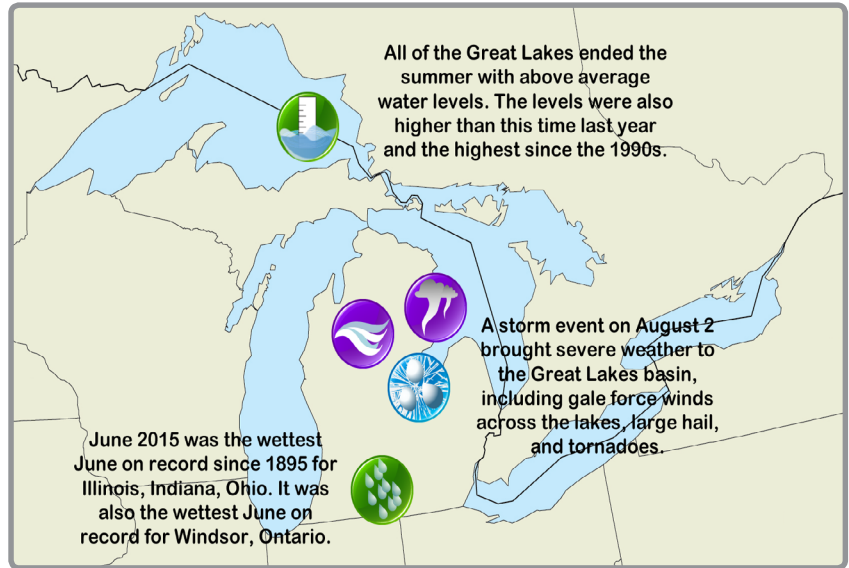 All of the Great Lakes ended the
summer with above average
water levels. The levels were also
higher than this time last year
and the highest since the 1990s.
A storm event on August 2
brought severe weather to
the Great Lakes basin,
including gale force winds
across the lakes, large hail,
and tornadoes.
June 2015 was the wettest
June on record since 1895 for
Illinois, Indiana, Ohio. It was
also the wettest June on
record for Windsor, Ontario.